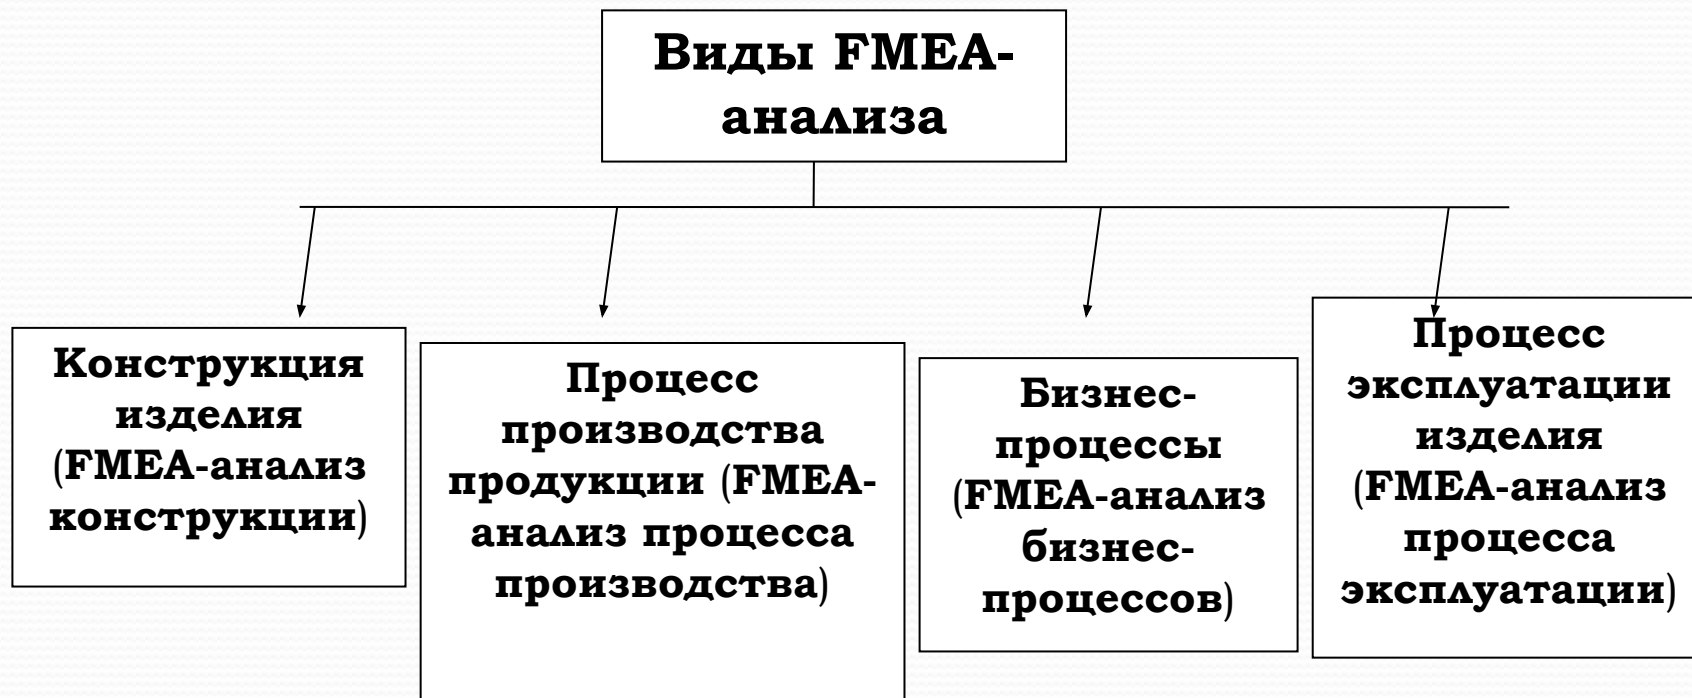 Виды FMEA-
анализа
Конструкция
изделия
(FMEA-анализ
конструкции)
Процесс
производства
продукции (FMEA-
анализ процесса
производства)
Бизнес-
процессы
(FMEA-анализ
бизнес-
процессов)
Процесс
эксплуатации
изделия
(FMEA-анализ
процесса
эксплуатации)